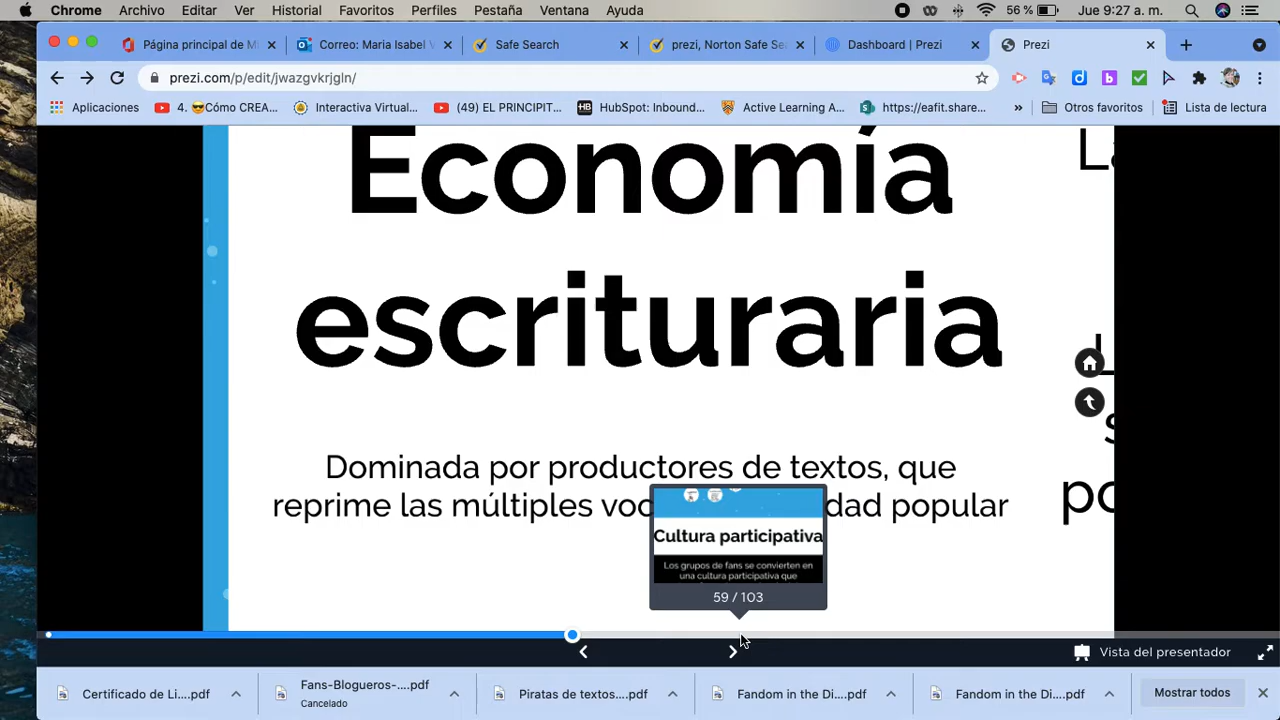 Chrome Archivo Editar Ver Historial Favoritos Perfiles Pestaña Ventana Ayuda 56 % Jue 9:27 a. m.
Página principal de M Correo: Maria Isabel V Safe Search prezi, Norton Safe Se Dashboard | Prezi Prezi
prezi.com/p/edit/jwazgvkrjgln/
Aplicaciones 4. 😎Cómo CREA... Interactiva Virtual... (49) EL PRINCIPIT... HubSpot: Inbound... Active Learning A... https://eafit.share... » Otros favoritos Lista de lectura
Economía
escrituraria
Dominada por productores de textos, que
reprime las múltiples voc dad popular
Cultura participativa
Los grupos de fans se convierten en
una cultura participativa que
59 / 103
Vista del presentador
Certificado de Li....pdf Fans-Blogueros-....pdf Piratas de textos....pdf Fandom in the Di....pdf Fandom in the Di....pdf Mostrar todos
Cancelado